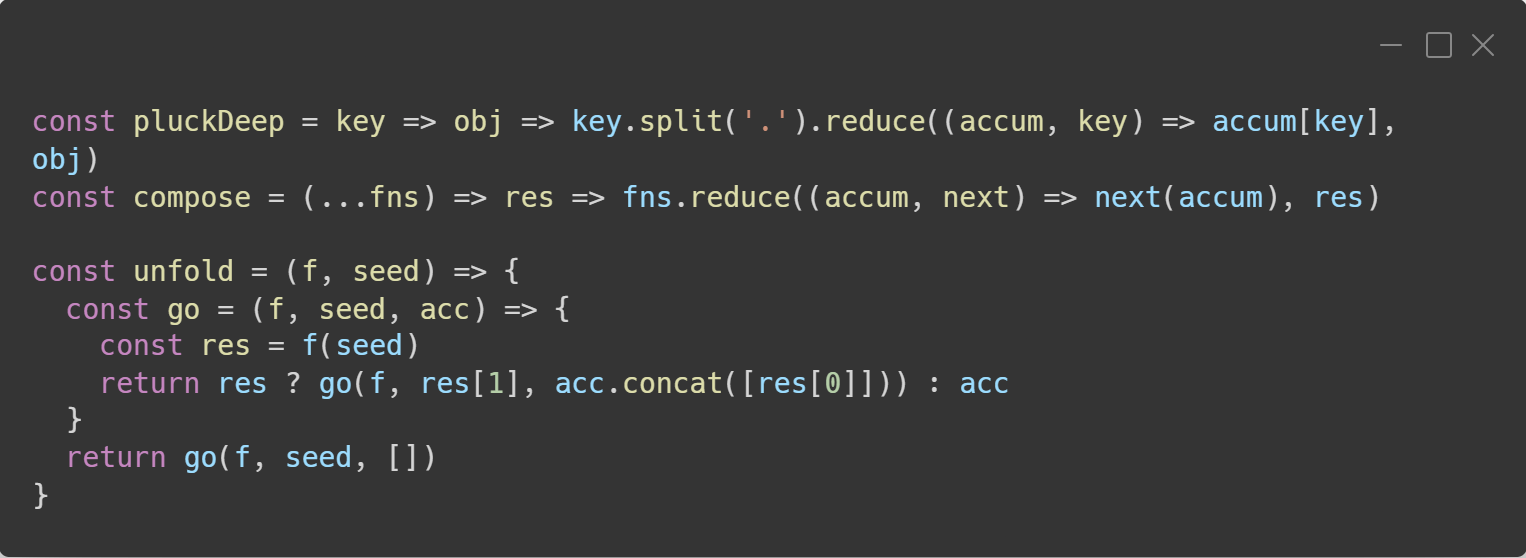 const pluckDeep = key => obj => key.split('.').reduce((accum, key) => accum[key],
obj)
const compose = (...fns) => res => fns.reduce((accum, next) => next(accum), res)

const unfold = (f, seed) => {
  const go = (f, seed, acc) => {
    const res = f(seed)
    return res ? go(f, res[1], acc.concat([res[0]])) : acc
  }
  return go(f, seed, [])
}